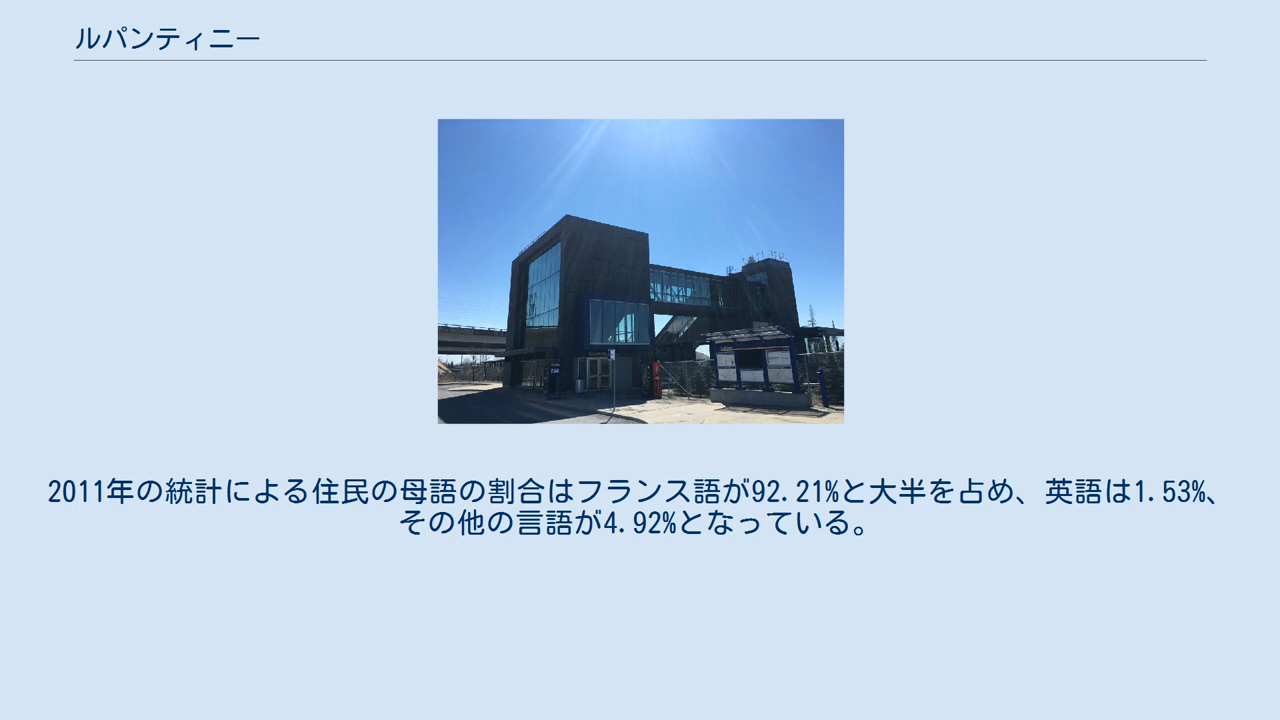 ルパンティニー
2011年の統計による住民の母語の割合はフランス語が92.21%と大半を占め、英語は1.53%、
その他の言語が4.92%となっている。